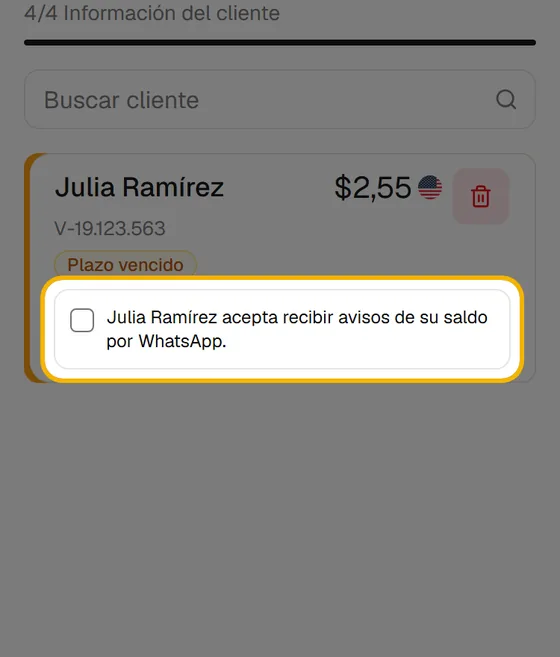 4/4 Información del cliente
Buscar cliente
Julia Ramírez
$2,55
V-19.123.563
Plazo vencido
Julia Ramírez acepta recibir avisos de su saldo
por WhatsApp.